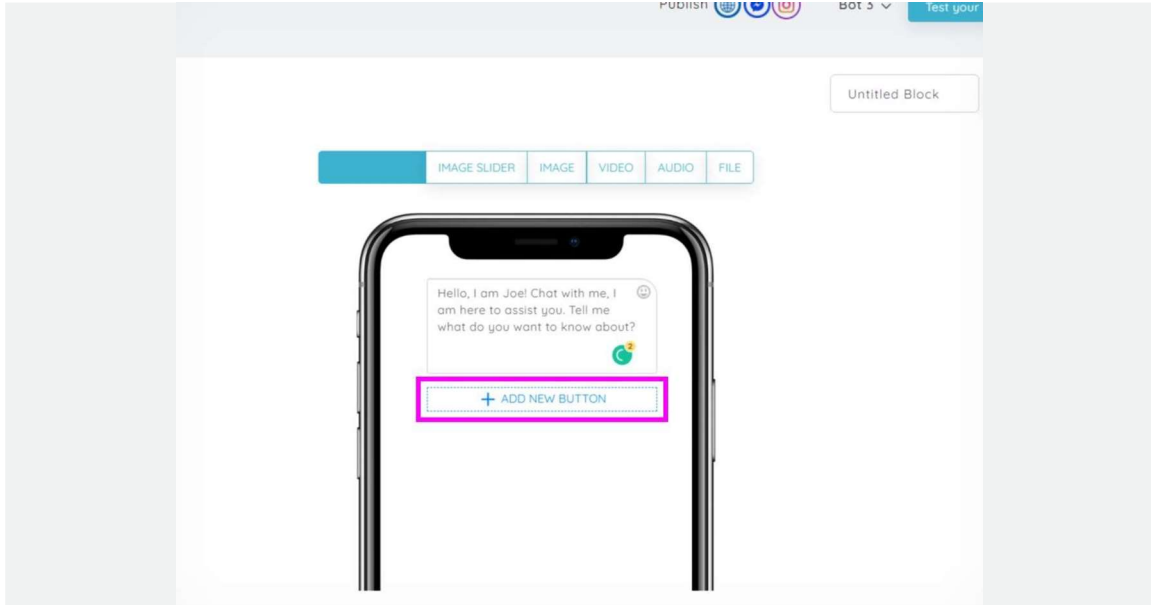 Publish
Bot 3
Test your
Untitled Block
IMAGE SLIDER
IMAGE
VIDEO
AUDIO
FILE
Hello, I am Joe! Chat with me, I
am here to assist you. Tell me
what do you want to know about?
2
+ ADD NEW BUTTON